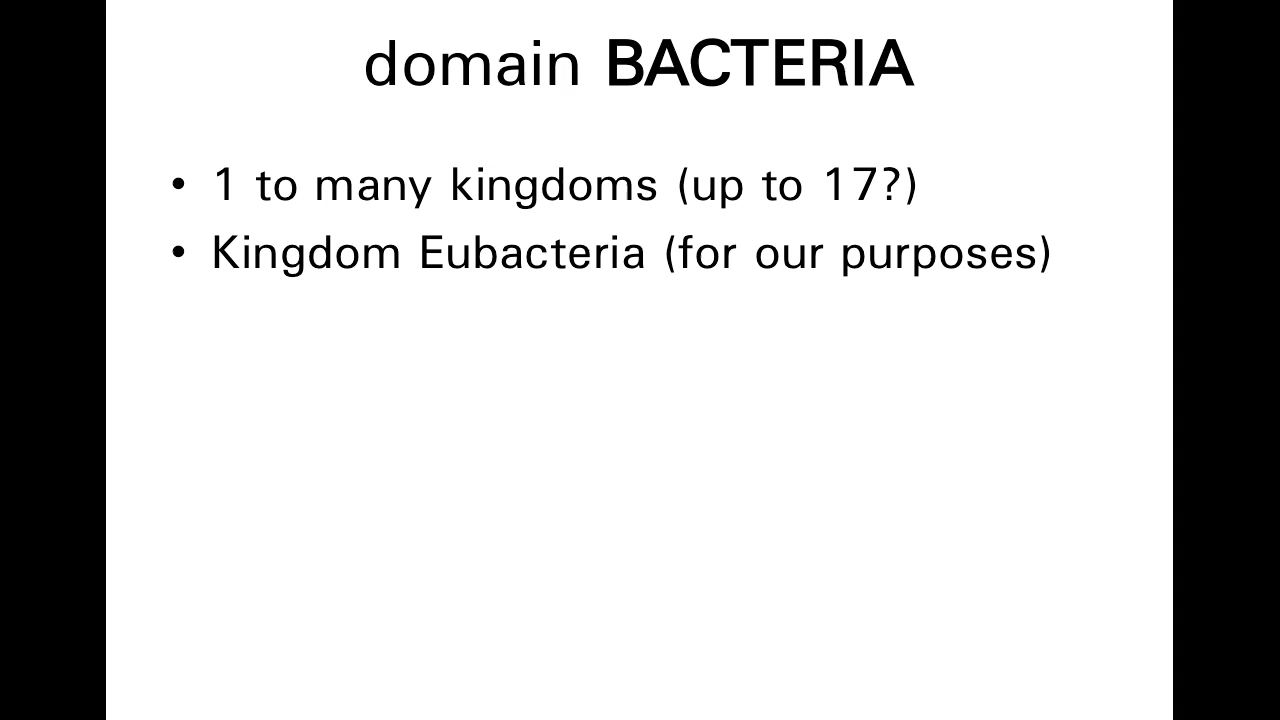 domain BACTERIA
• 1 to many kingdoms (up to 17?)
• Kingdom Eubacteria (for our purposes)